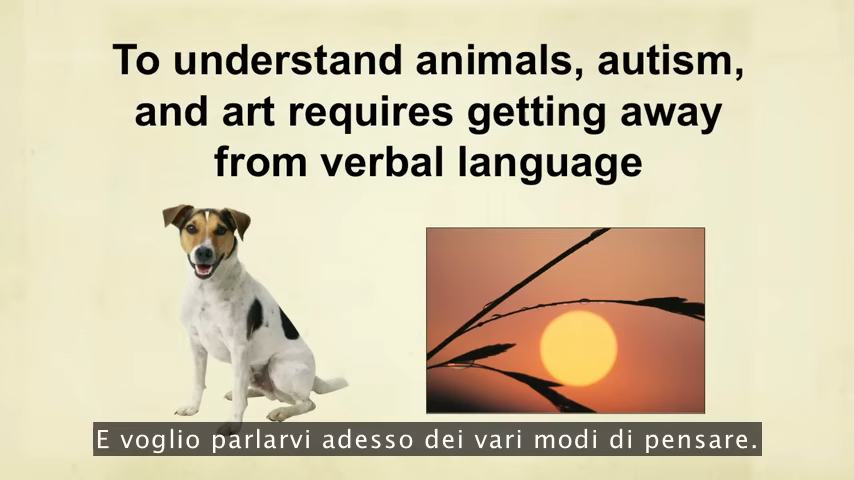 To understand animals, autism,
and art requires getting away
from verbal language
E voglio parlarvi adesso dei vari modi di pensare.